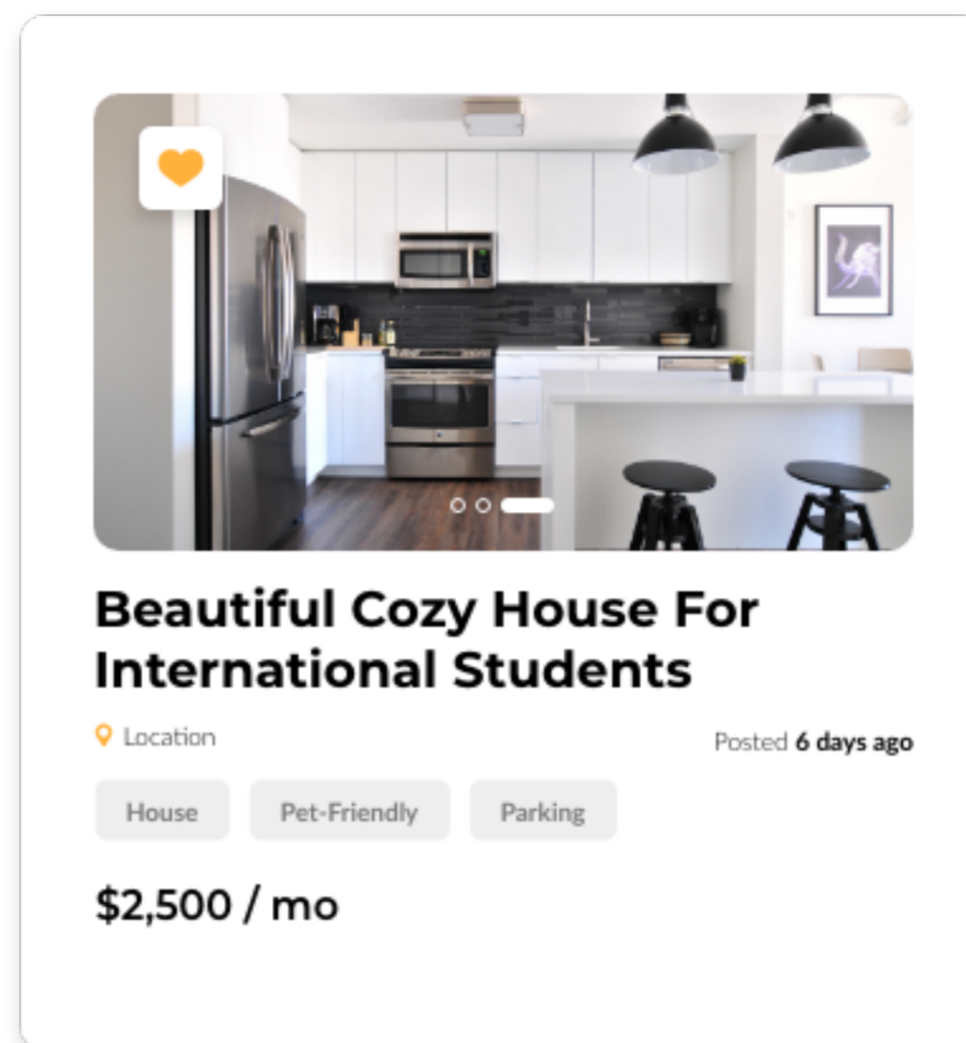 Beautiful Cozy House For
International Students
Location
Posted 6 days ago
House
Pet-Friendly
Parking
$2,500 / mo